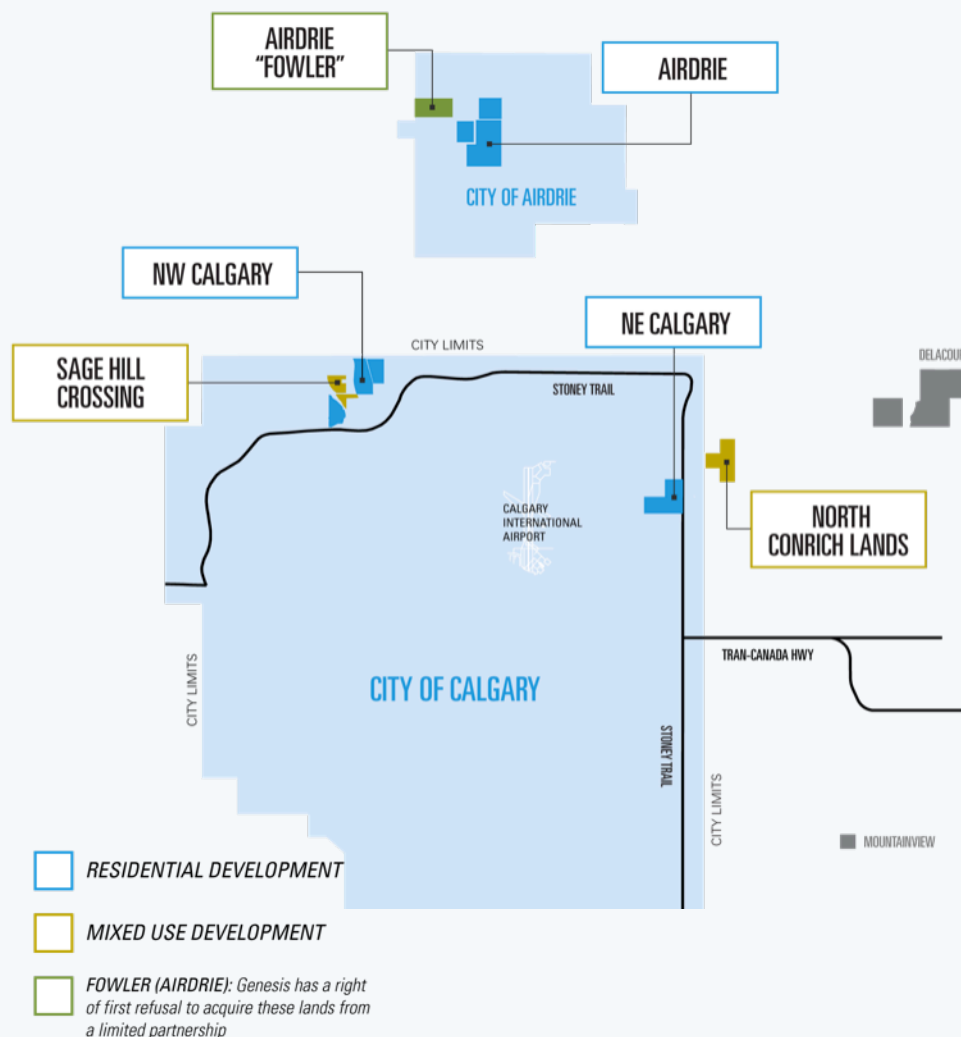 AIRDRIE
"FOWLER"
AIRDRIE
CITY OF AIRDRIE
NW CALGARY
NE CALGARY
CITY LIMITS
SAGE HILL
CROSSING
STONEY TRAIL
DELACOU
CALGARY
INTERNATIONAL
AIRPORT
NORTH
CONRICH LANDS
CITY LIMITS
TRAN-CANADA HWY
CITY OF CALGARY
STONEY TRAIL
CITY LIMITS
MOUNTAINVIEW
RESIDENTIAL DEVELOPMENT
MIXED USE DEVELOPMENT
FOWLER (AIRDRIE): Genesis has a right
of first refusal to acquire these lands from
a limited partnership